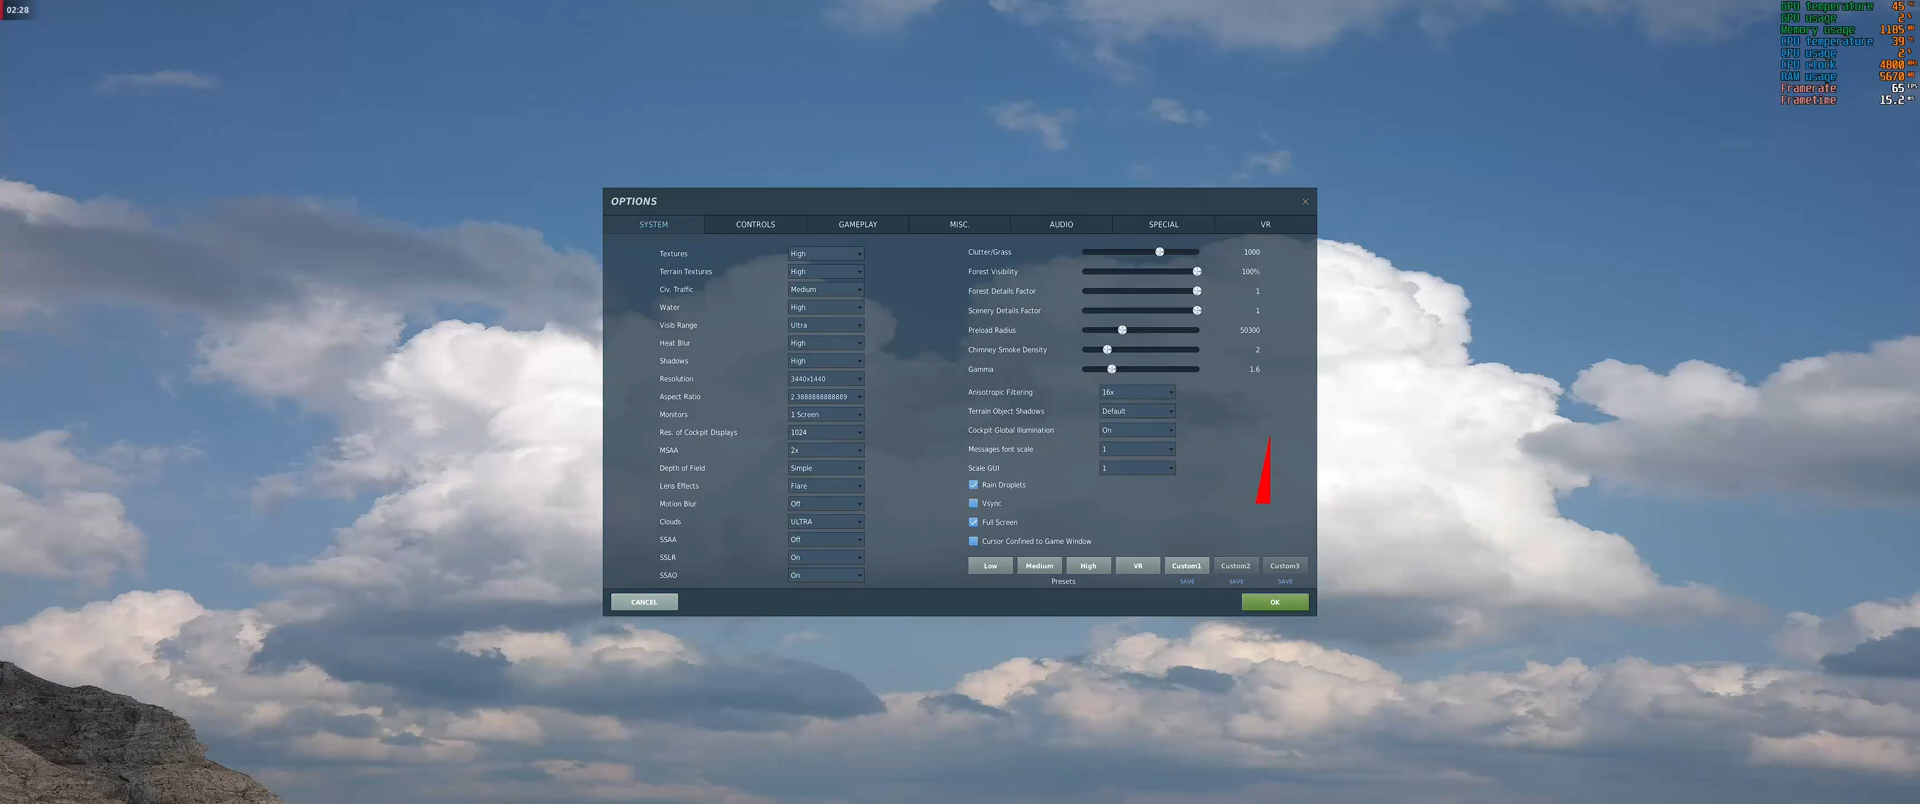 02:28
GPU temperature 45 °C
GPU usage 2 %
Memory usage 1185 MB
CPU temperature 39 °C
CPU usage 2 %
CPU clock 4800 MHz
RAM usage 5670 MB
Framerate 65 FPS
Frametime 15.2 ms
OPTIONS
SYSTEM CONTROLS GAMEPLAY MISC. AUDIO SPECIAL VR
Textures High
Terrain Textures High
Civ. Traffic Medium
Water High
Visib Range Ultra
Heat Blur High
Shadows High
Resolution 3440x1440
Aspect Ratio 2.3888888888889
Monitors 1 Screen
Res. of Cockpit Displays 1024
MSAA 2x
Depth of Field Simple
Lens Effects Flare
Motion Blur Off
Clouds ULTRA
SSAA Off
SSLR On
SSAO On
Clutter/Grass 1000
Forest Visibility 100%
Forest Details Factor 1
Scenery Details Factor 1
Preload Radius 50300
Chimney Smoke Density 2
Gamma 1.6
Anisotropic Filtering 16x
Terrain Object Shadows Default
Cockpit Global Illumination On
Messages font scale 1
Scale GUI 1
Rain Droplets
Vsync
Full Screen
Cursor Confined to Game Window
Low Medium High VR Custom1 Custom2 Custom3
Presets SAVE SAVE SAVE
CANCEL OK